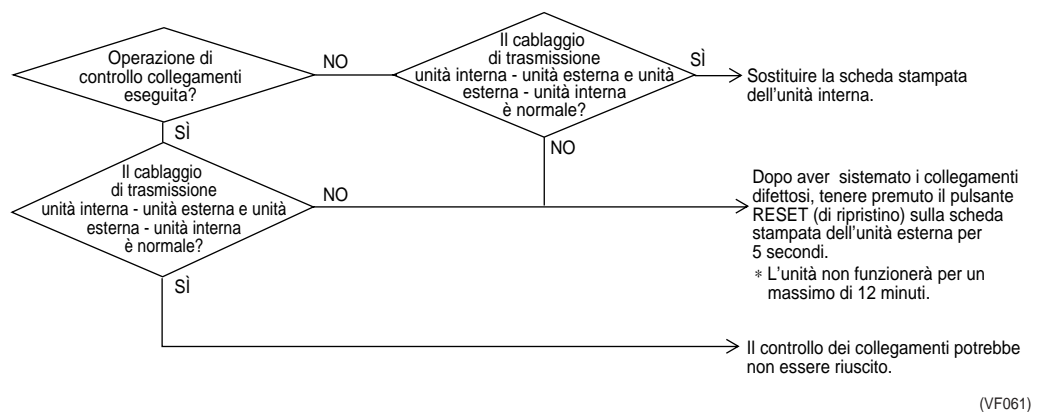 Operazione di
controllo collegamenti
eseguita?
NO
Il cablaggio
di trasmissione
unità interna - unità esterna e unità
esterna - unità interna
è normale?
SÌ
Sostituire la scheda stampata
dell'unità interna.
SÌ
NO
Il cablaggio
di trasmissione
unità interna - unità esterna e unità
esterna - unità interna
è normale?
NO
Dopo aver sistemato i collegamenti
difettosi, tenere premuto il pulsante
RESET (di ripristino) sulla scheda
stampata dell'unità esterna per
5 secondi.
* L'unità non funzionerà per un
massimo di 12 minuti.
SÌ
Il controllo dei collegamenti potrebbe
non essere riuscito.
(VF061)